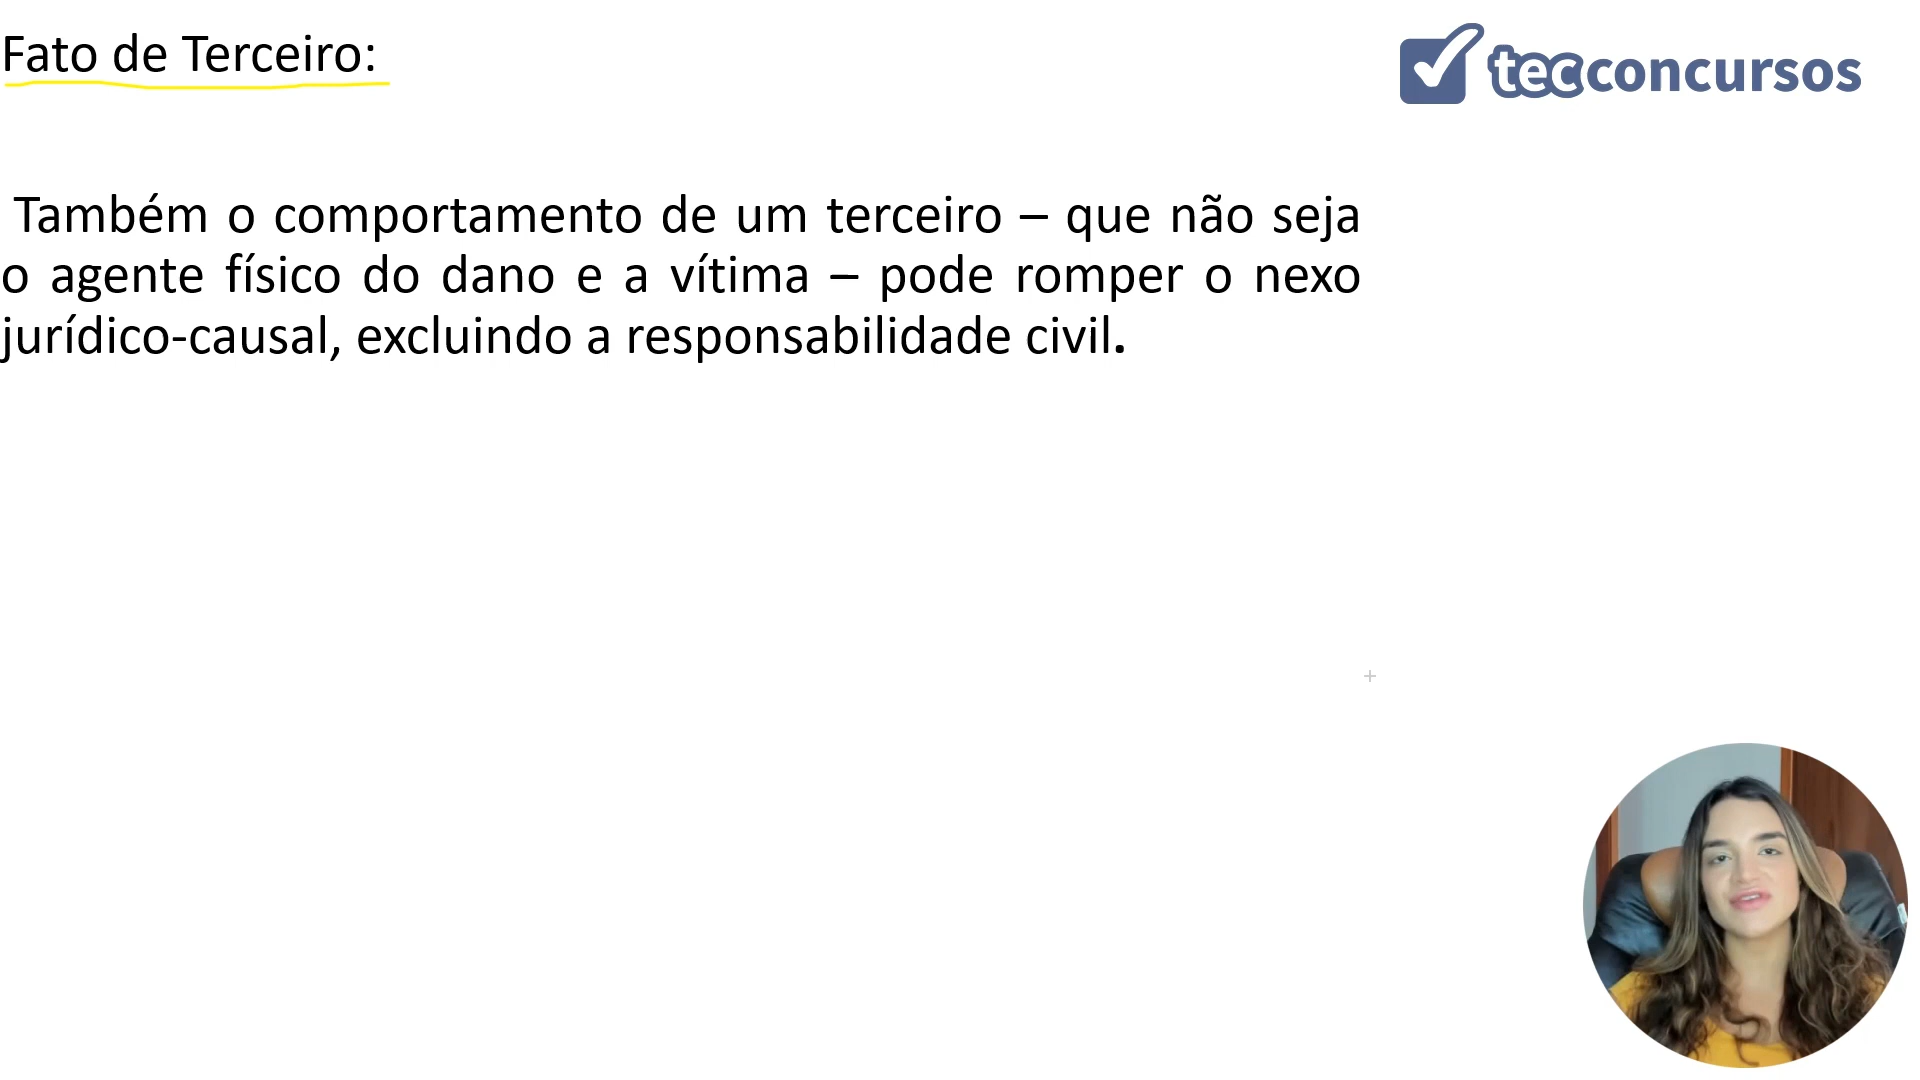 Fato de Terceiro:
tecconcursos
Também o comportamento de um terceiro – que não seja
o agente físico do dano e a vítima – pode romper o nexo
jurídico-causal, excluindo a responsabilidade civil.